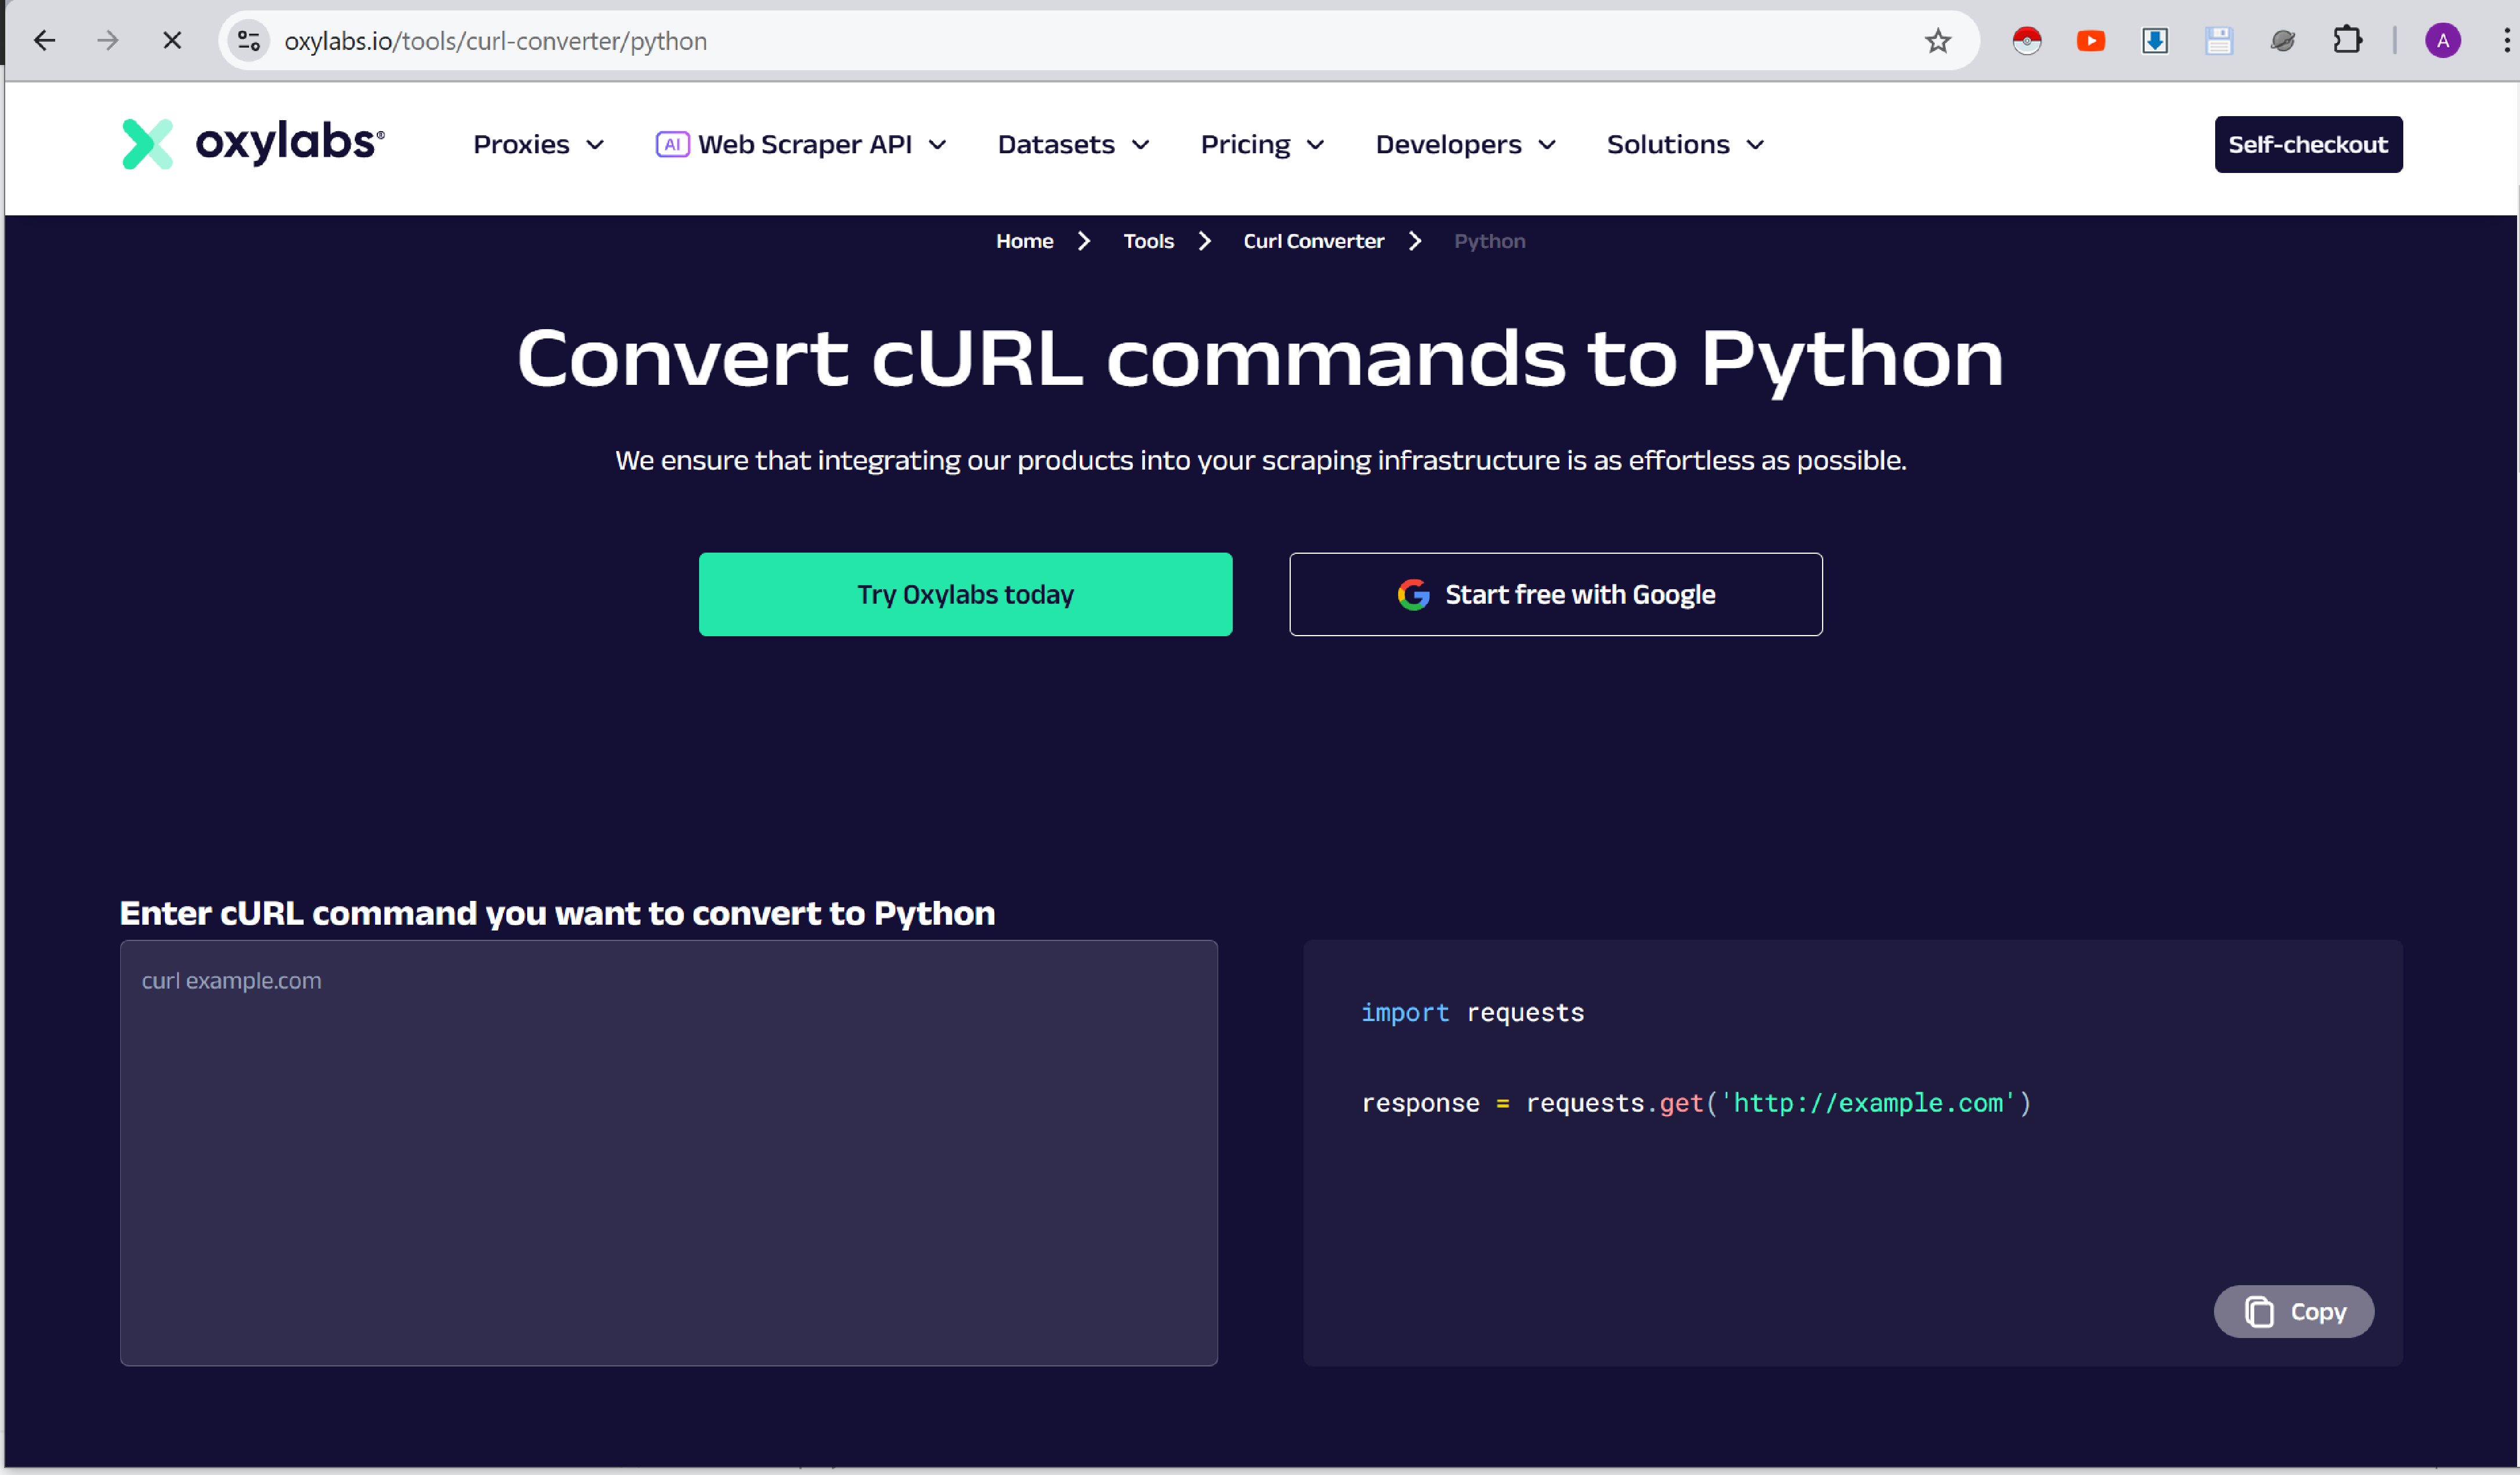 oxylabs.io/tools/curl-converter/python
A
oxylabs®
Proxies
AI Web Scraper API
Datasets
Pricing
Developers
Solutions
Self-checkout
Home > Tools > Curl Converter > Python
Convert cURL commands to Python
We ensure that integrating our products into your scraping infrastructure is as effortless as possible.
Try Oxylabs today
Start free with Google
Enter cURL command you want to convert to Python
curl example.com
import requests
response = requests.get('http://example.com')
Copy